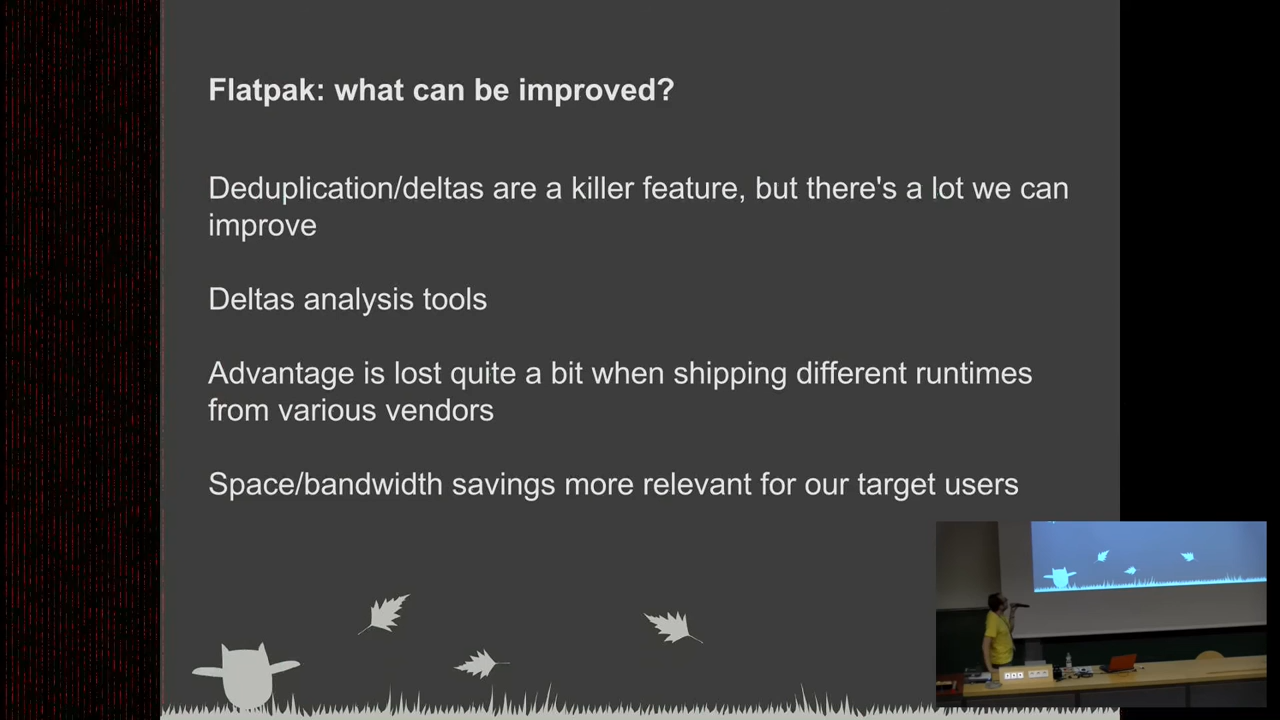 Flatpak: what can be improved?
Deduplication/deltas are a killer feature, but there's a lot we can
improve
Deltas analysis tools
Advantage is lost quite a bit when shipping different runtimes
from various vendors
Space/bandwidth savings more relevant for our target users